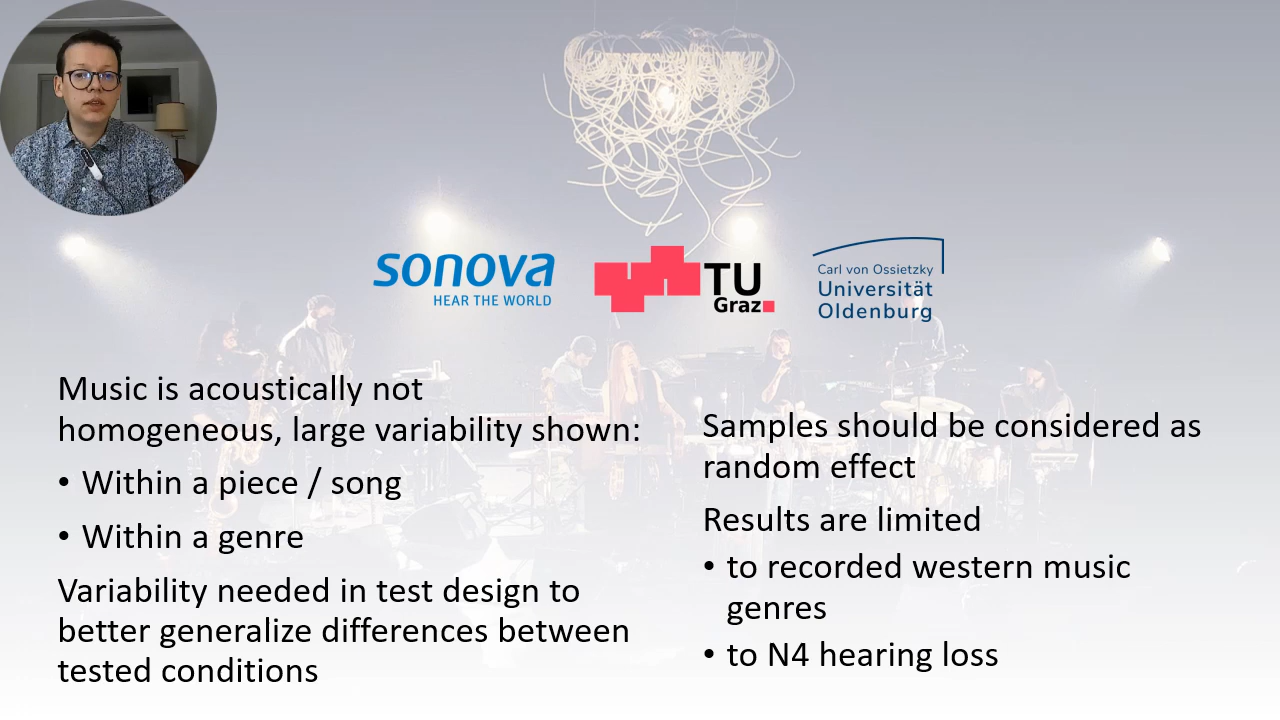 sonova
HEAR THE WORLD
TU
Graz
Carl von Ossietzky
Universität
Oldenburg
Music is acoustically not
homogeneous, large variability shown:
• Within a piece / song
• Within a genre
Variability needed in test design to
better generalize differences between
tested conditions
Samples should be considered as
random effect
Results are limited
• to recorded western music
genres
• to N4 hearing loss